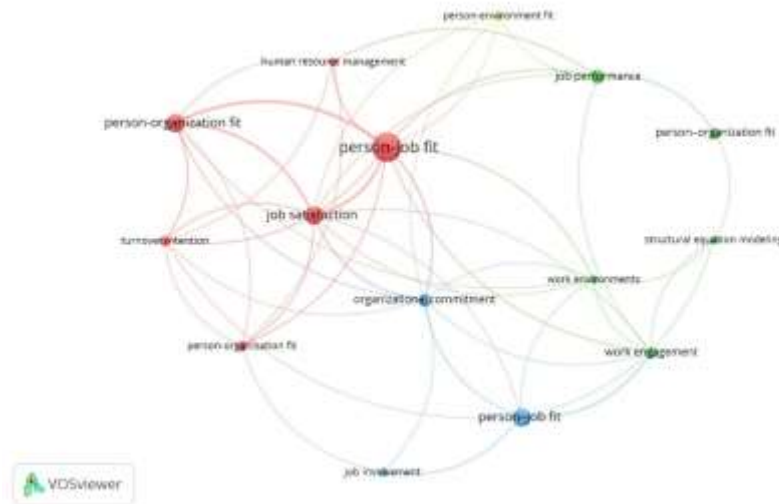 person-environment fit
human resource management
job performance
person-organization fit
person–organization fit
person-job fit
job satisfaction
turnover intention
structural equation modeling
work environments
organizational commitment
person-organisation fit
work engagement
person–job fit
job involvement
VOSviewer